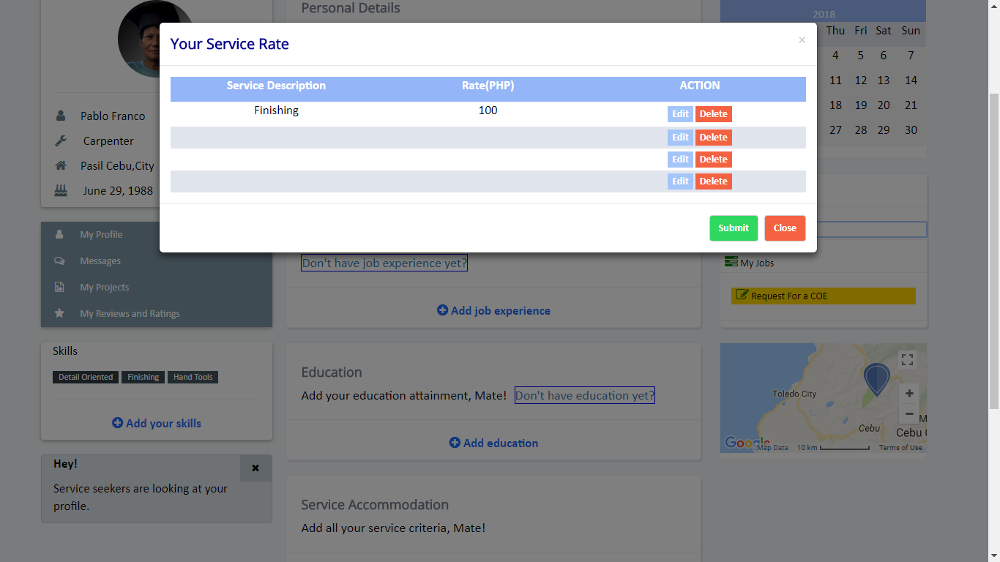 Personal Details
2018
Your Service Rate
×
Thu Fri Sat Sun
4 5 6 7
11 12 13 14
18 19 20 21
27 28 29 30
Service Description Rate(PHP) ACTION
Finishing 100 Edit Delete
Edit Delete
Edit Delete
Edit Delete
Submit Close
Pablo Franco
Carpenter
Pasil Cebu,City
June 29, 1988
My Profile
Messages
My Projects
My Reviews and Ratings
Skills
Detail Oriented Finishing Hand Tools
Add your skills
Hey!
Service seekers are looking at your
profile.
Don't have job experience yet?
Add job experience
Education
Add your education attainment, Mate! Don't have education yet?
Add education
Service Accommodation
Add all your service criteria, Mate!
My Jobs
Request For a COE
Toledo City
Cebu
Cebu
Google Map Data 10 km Terms of Use